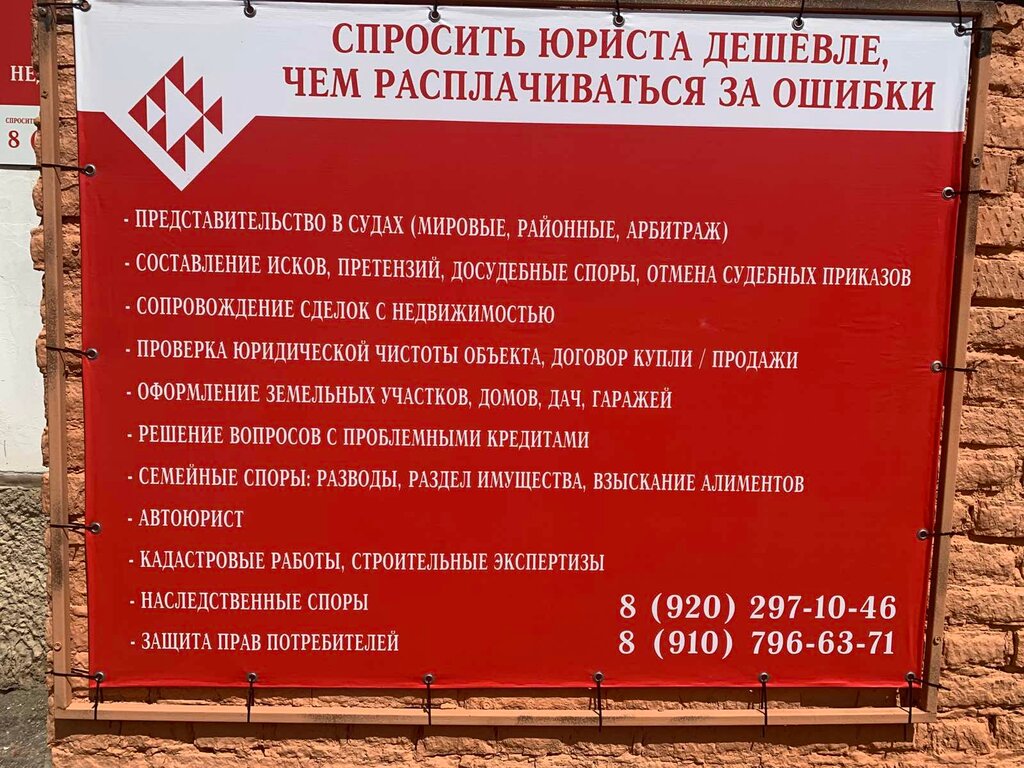 СПРОСИТЬ ЮРИСТА ДЕШЕВЛЕ,
ЧЕМ РАСПЛАЧИВАТЬСЯ ЗА ОШИБКИ
- ПРЕДСТАВИТЕЛЬСТВО В СУДАХ (МИРОВЫЕ, РАЙОННЫЕ, АРБИТРАЖ)
- СОСТАВЛЕНИЕ ИСКОВ, ПРЕТЕНЗИЙ, ДОСУДЕБНЫЕ СПОРЫ, ОТМЕНА СУДЕБНЫХ ПРИКАЗОВ
- СОПРОВОЖДЕНИЕ СДЕЛОК С НЕДВИЖИМОСТЬЮ
- ПРОВЕРКА ЮРИДИЧЕСКОЙ ЧИСТОТЫ ОБЪЕКТА, ДОГОВОР КУПЛИ / ПРОДАЖИ
- ОФОРМЛЕНИЕ ЗЕМЕЛЬНЫХ УЧАСТКОВ, ДОМОВ, ДАЧ, ГАРАЖЕЙ
- РЕШЕНИЕ ВОПРОСОВ С ПРОБЛЕМНЫМИ КРЕДИТАМИ
- СЕМЕЙНЫЕ СПОРЫ: РАЗВОДЫ, РАЗДЕЛ ИМУЩЕСТВА, ВЗЫСКАНИЕ АЛИМЕНТОВ
- АВТОЮРИСТ
- КАДАСТРОВЫЕ РАБОТЫ, СТРОИТЕЛЬНЫЕ ЭКСПЕРТИЗЫ
- НАСЛЕДСТВЕННЫЕ СПОРЫ
- ЗАЩИТА ПРАВ ПОТРЕБИТЕЛЕЙ
8 (920) 297-10-46
8 (910) 796-63-71